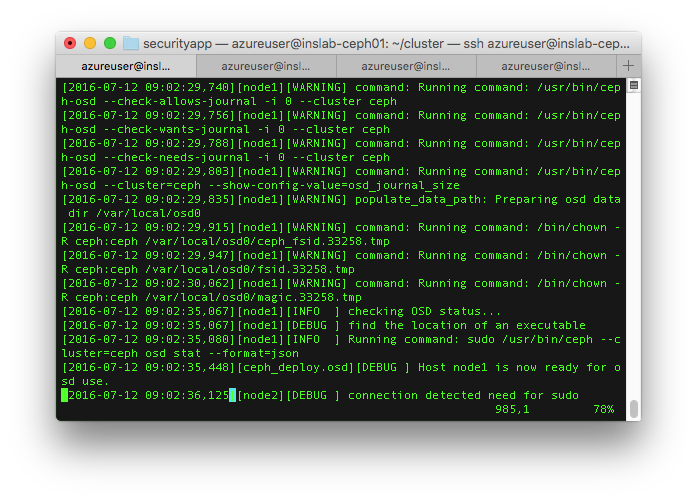 securityapp — azureuser@inslab-ceph01: ~/cluster — ssh azureuser@inslab-cep...
azureuser@insl... azureuser@insl... azureuser@insl... azureuser@insl... +
[2016-07-12 09:02:29,740][node1][WARNING] command: Running command: /usr/bin/cep
h-osd --check-allows-journal -i 0 --cluster ceph
[2016-07-12 09:02:29,756][node1][WARNING] command: Running command: /usr/bin/cep
h-osd --check-wants-journal -i 0 --cluster ceph
[2016-07-12 09:02:29,788][node1][WARNING] command: Running command: /usr/bin/cep
h-osd --check-needs-journal -i 0 --cluster ceph
[2016-07-12 09:02:29,803][node1][WARNING] command: Running command: /usr/bin/cep
h-osd --cluster=ceph --show-config-value=osd_journal_size
[2016-07-12 09:02:29,835][node1][WARNING] populate_data_path: Preparing osd data
 dir /var/local/osd0
[2016-07-12 09:02:29,915][node1][WARNING] command: Running command: /bin/chown -
R ceph:ceph /var/local/osd0/ceph_fsid.33258.tmp
[2016-07-12 09:02:29,947][node1][WARNING] command: Running command: /bin/chown -
R ceph:ceph /var/local/osd0/fsid.33258.tmp
[2016-07-12 09:02:30,062][node1][WARNING] command: Running command: /bin/chown -
R ceph:ceph /var/local/osd0/magic.33258.tmp
[2016-07-12 09:02:35,067][node1][INFO  ] checking OSD status...
[2016-07-12 09:02:35,067][node1][DEBUG ] find the location of an executable
[2016-07-12 09:02:35,080][node1][INFO  ] Running command: sudo /usr/bin/ceph --c
luster=ceph osd stat --format=json
[2016-07-12 09:02:35,448][ceph_deploy.osd][DEBUG ] Host node1 is now ready for o
sd use.
[2016-07-12 09:02:36,125][node2][DEBUG ] connection detected need for sudo
985,1 78%